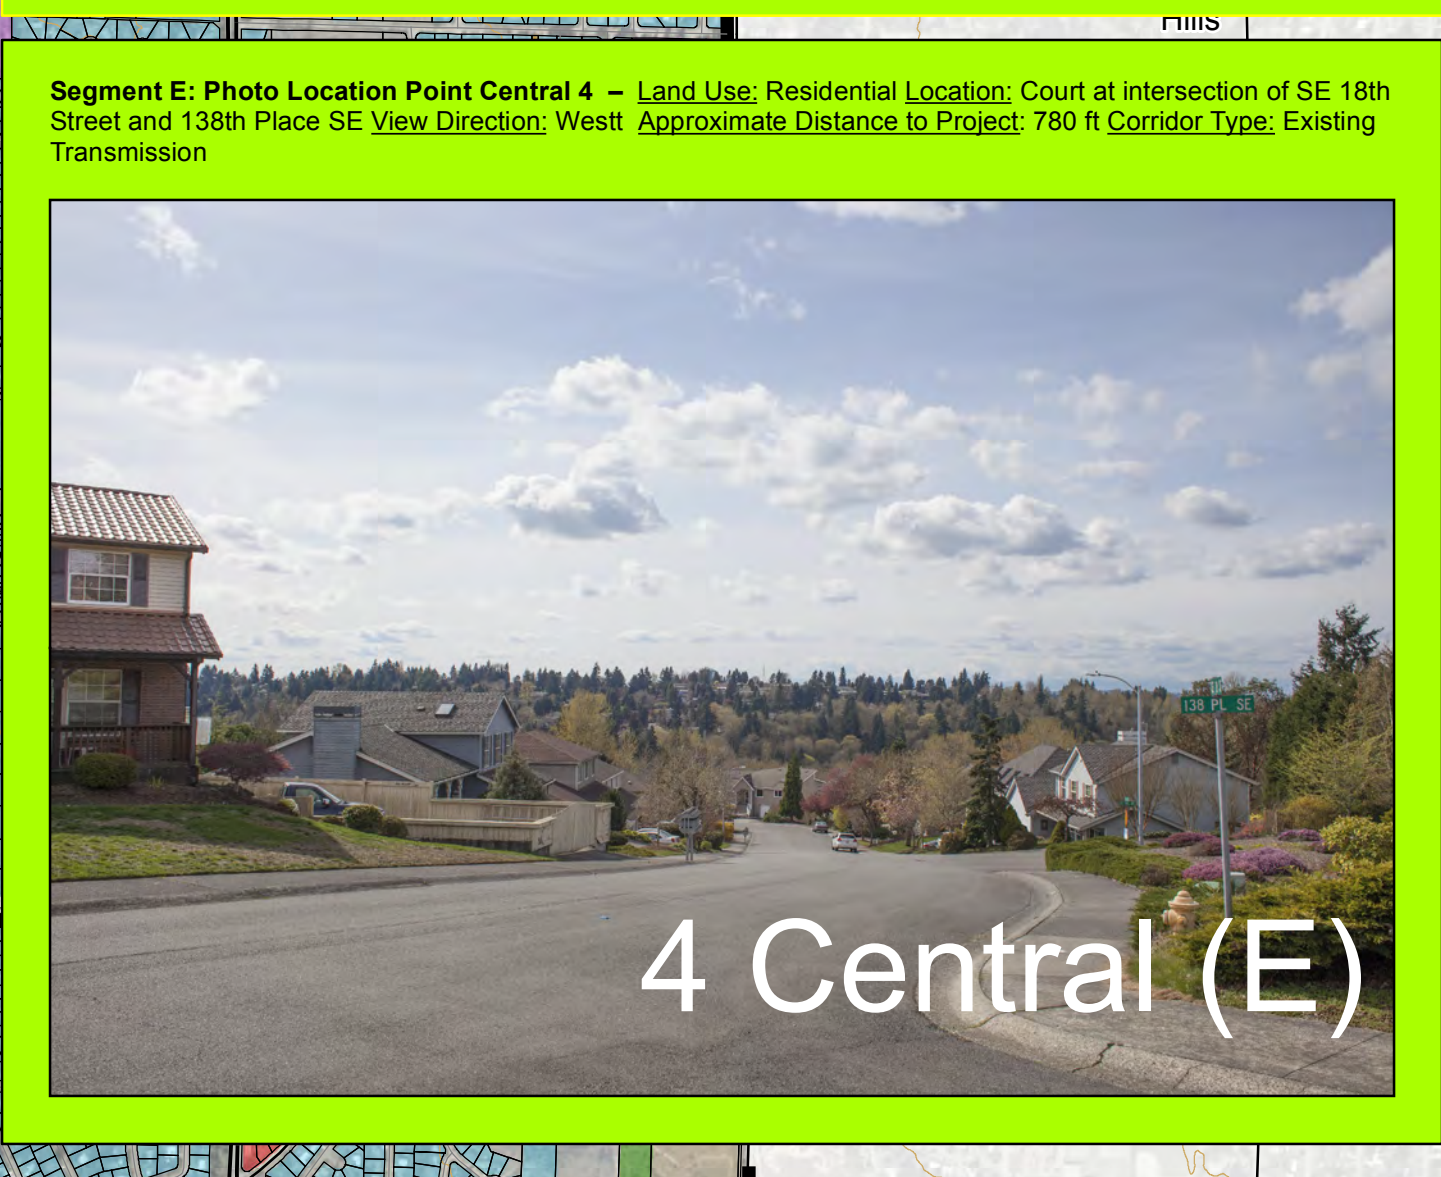 Hills
Segment E: Photo Location Point Central 4 – Land Use: Residential Location: Court at intersection of SE 18th
Street and 138th Place SE View Direction: Westt Approximate Distance to Project: 780 ft Corridor Type: Existing
Transmission
138 PL SE
4 Central (E)